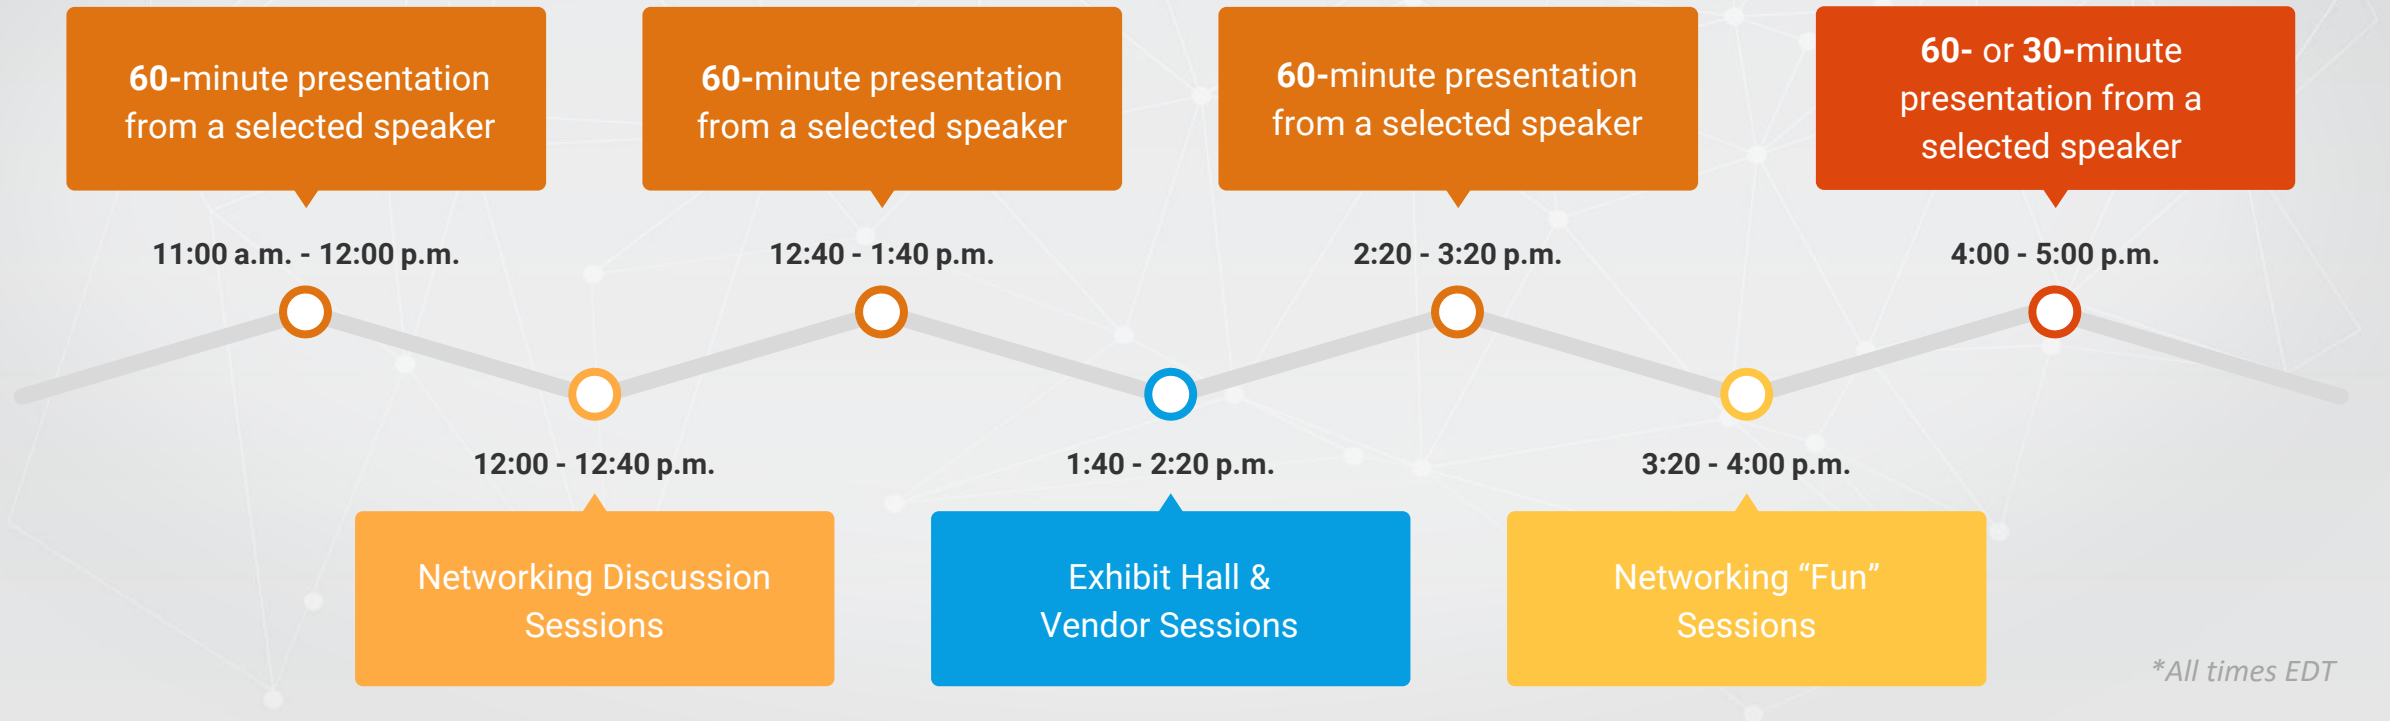 60-minute presentation
from a selected speaker
11:00 a.m. - 12:00 p.m.
12:00 - 12:40 p.m.
Networking Discussion
Sessions
60-minute presentation
from a selected speaker
12:40 - 1:40 p.m.
1:40 - 2:20 p.m.
Exhibit Hall &
Vendor Sessions
60-minute presentation
from a selected speaker
2:20 - 3:20 p.m.
3:20 - 4:00 p.m.
Networking “Fun”
Sessions
60- or 30-minute
presentation from a
selected speaker
4:00 - 5:00 p.m.
*All times EDT